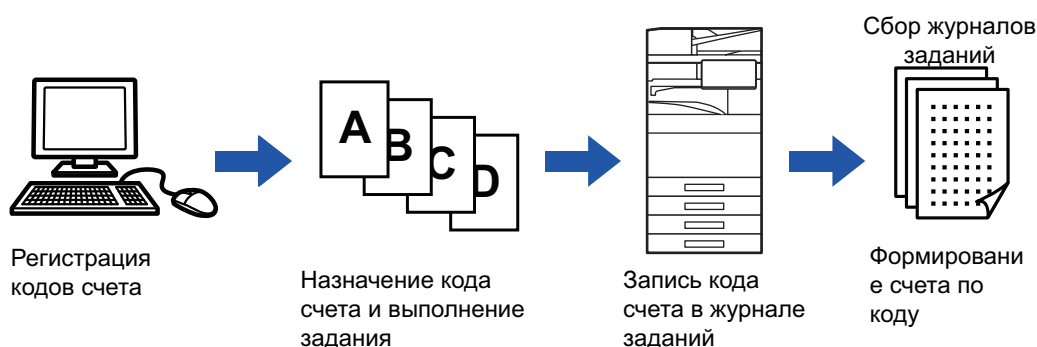 Сбор журналов
заданий
A
B
C
D
Регистрация
кодов счета
Назначение кода
счета и выполнение
задания
Запись кода
счета в журнале
заданий
Формировани
е счета по
коду